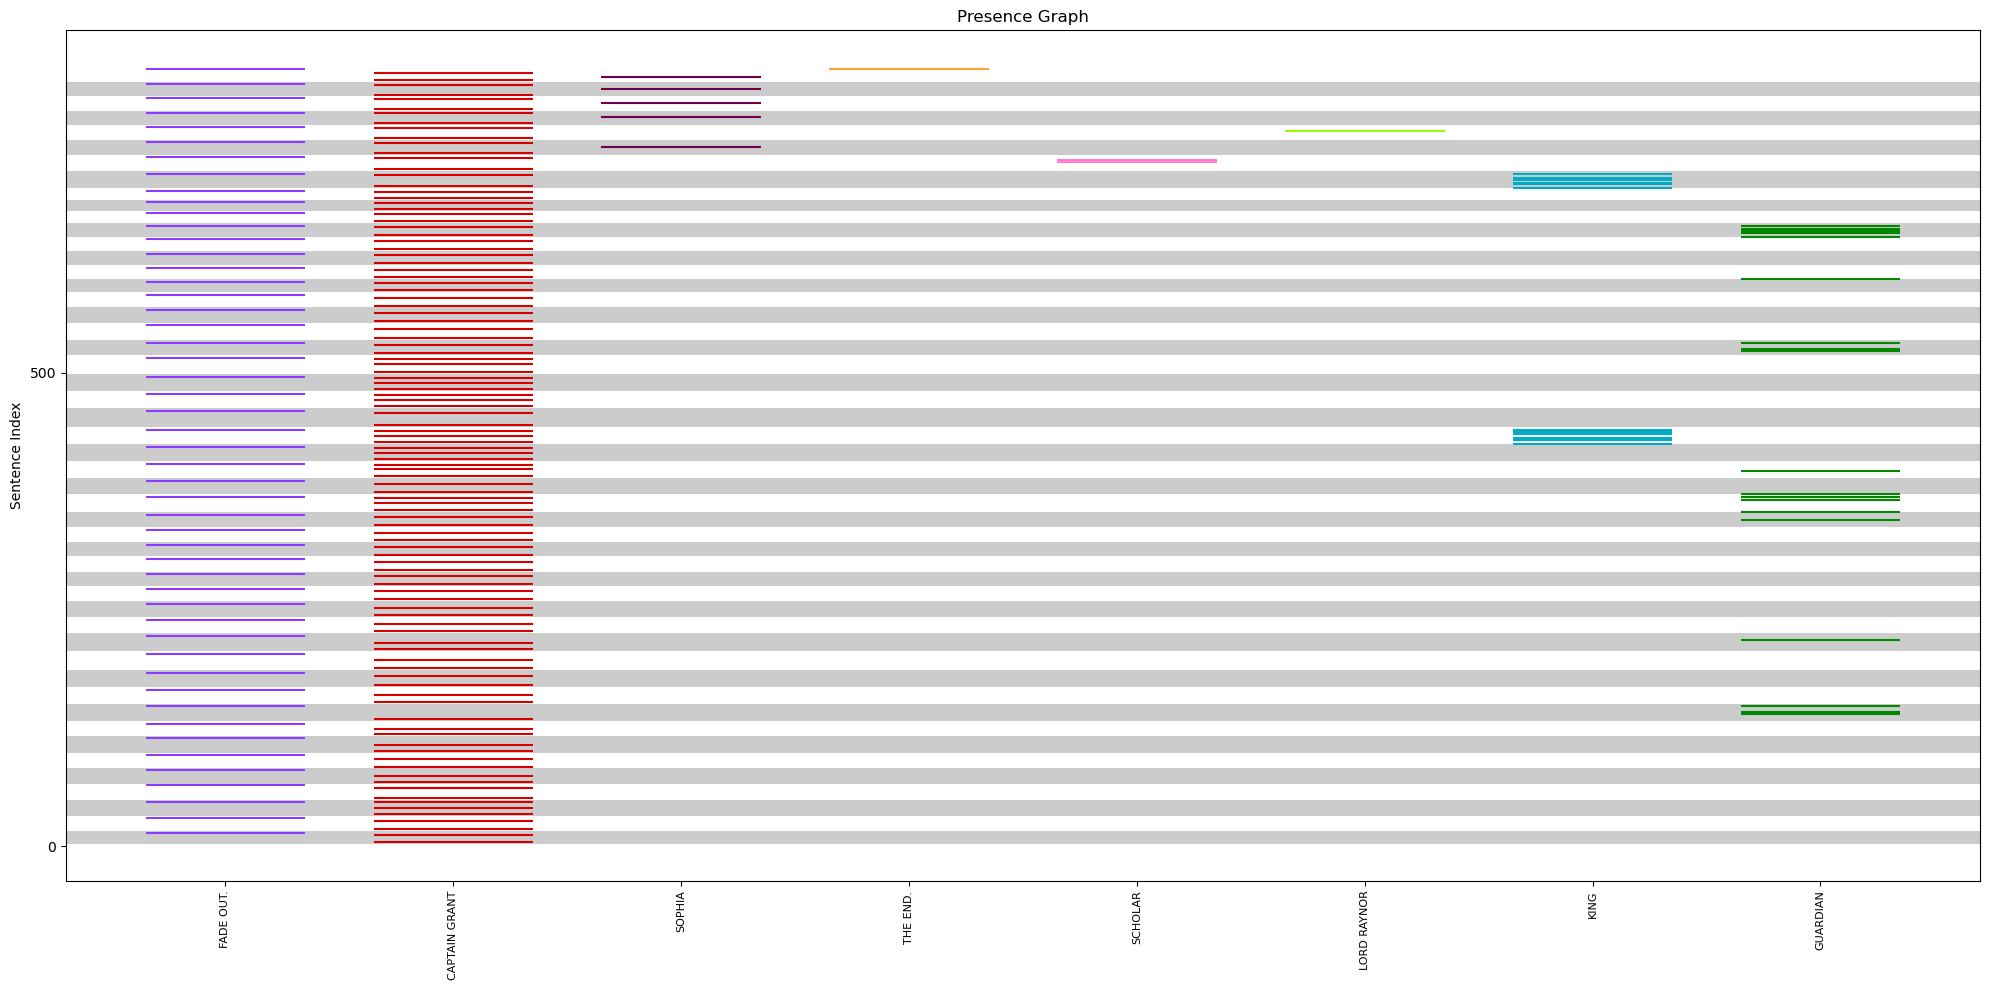 Presence Graph
Sentence Index
500
0
FADE OUT.
CAPTAIN GRANT
SOPHIA
THE END.
SCHOLAR
LORD RAYNOR
KING
GUARDIAN